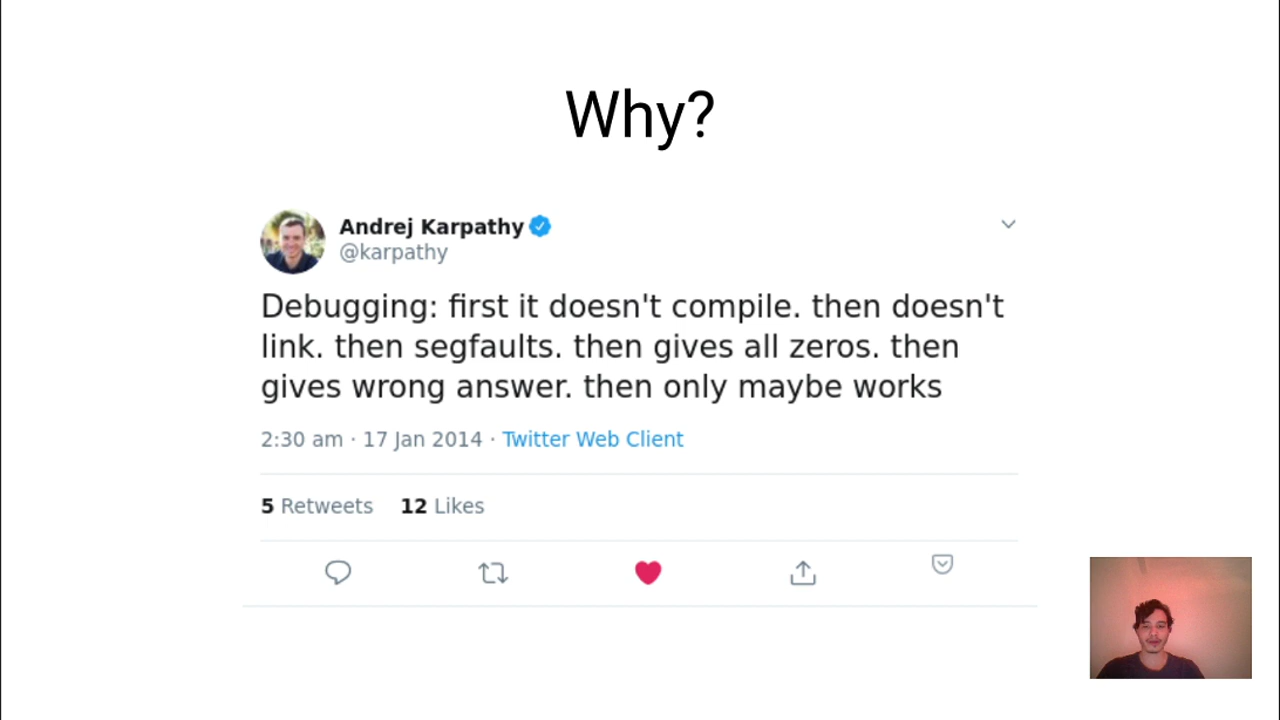 Why?
Andrej Karpathy
@karpathy
Debugging: first it doesn't compile. then doesn't
link. then segfaults. then gives all zeros. then
gives wrong answer. then only maybe works
2:30 am · 17 Jan 2014 · Twitter Web Client
5 Retweets 12 Likes